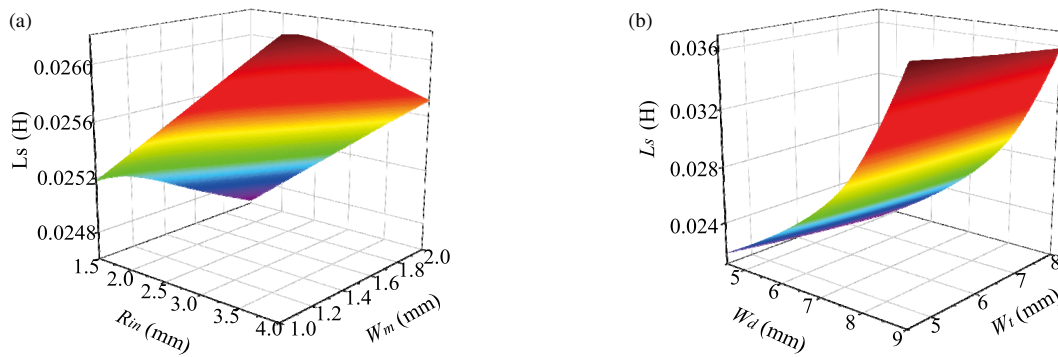 (a)
0.0260
0.0256
0.0252
0.0248
Ls (H)
1.5 2.0 2.5 3.0 3.5 4.0
Rin (mm)
1.0 1.2 1.4 1.6 1.8 2.0
Wm (mm)
(b)
0.036
0.032
0.028
0.024
Ls (H)
5 6 7 8 9
Wd (mm)
5 6 7 8
Wt (mm)